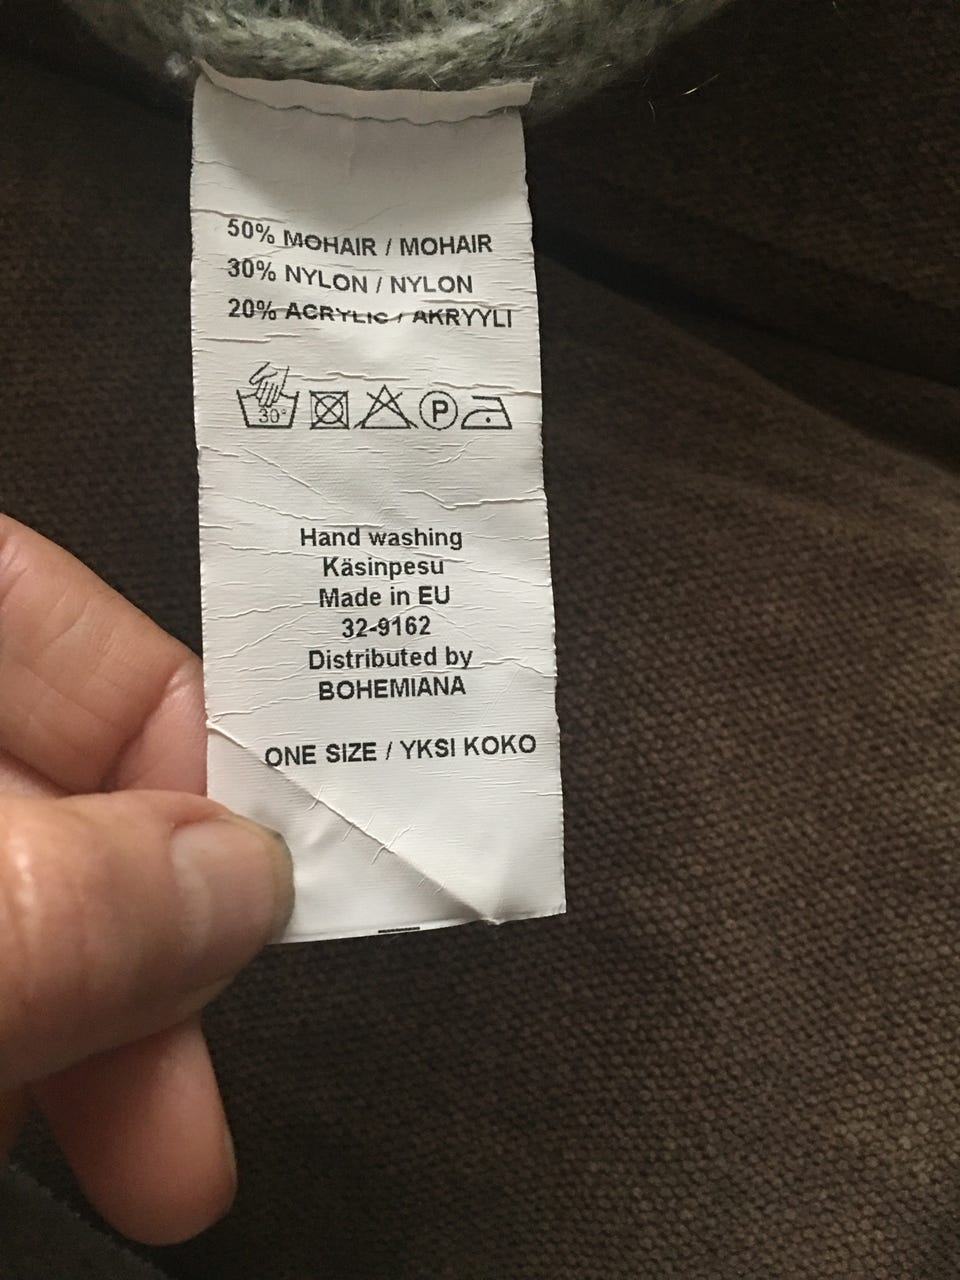 50% MOHAIR / MOHAIR
30% NYLON / NYLON
20% ACRYLIC / AKRYYLI
30°
P
Hand washing
Käsinpesu
Made in EU
32-9162
Distributed by
BOHEMIANA
ONE SIZE / YKSI KOKO